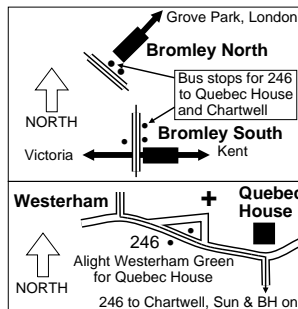 Grove Park, London
Bromley North
Bus stops for 246
to Quebec House
and Chartwell
NORTH
Bromley South
Victoria
Kent
Westerham
Quebec
House
246
Alight Westerham Green
for Quebec House
NORTH
246 to Chartwell, Sun & BH on